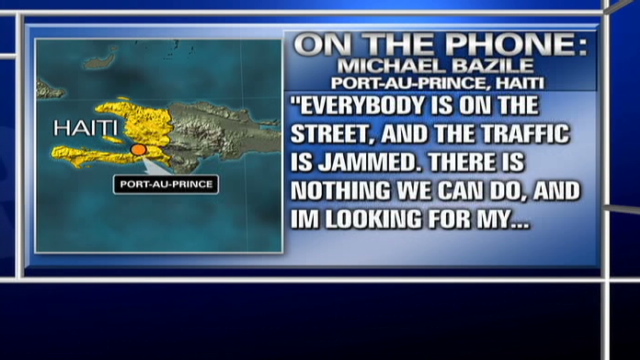 HAITI
PORT-AU-PRINCE
ON THE PHONE:
MICHAEL BAZILE
PORT-AU-PRINCE, HAITI
"EVERYBODY IS ON THE
STREET, AND THE TRAFFIC
IS JAMMED. THERE IS
NOTHING WE CAN DO, AND
IM LOOKING FOR MY...